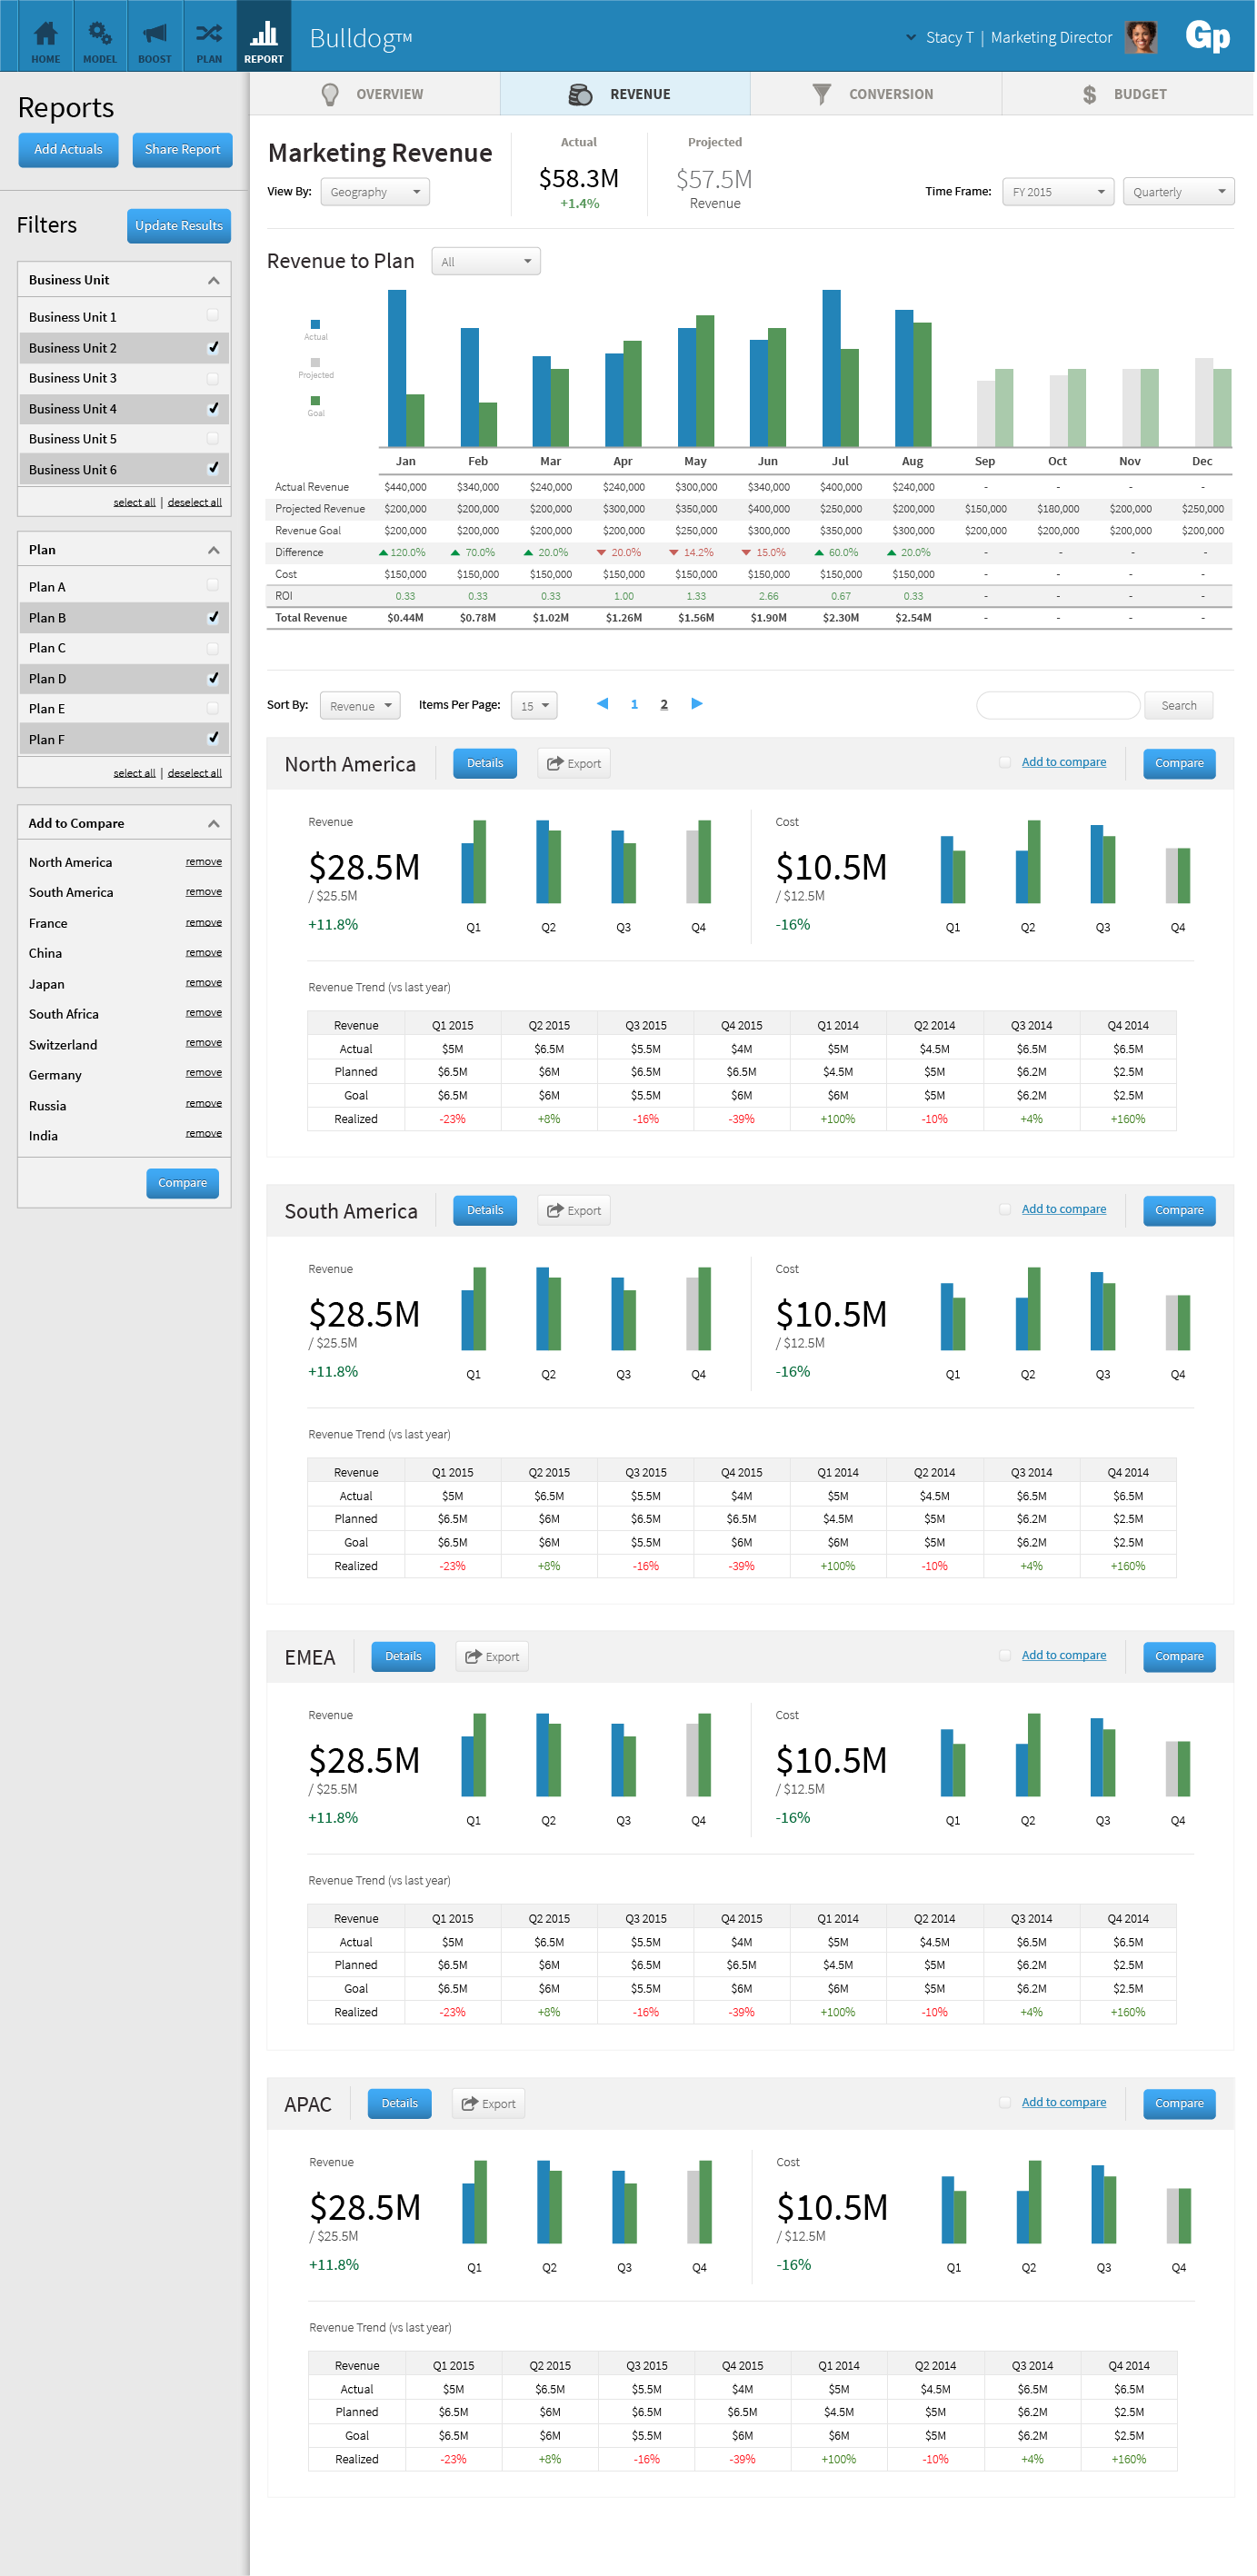 HOME MODEL BOOST PLAN REPORT Bulldog™ Stacy T | Marketing Director Gp
Reports
Add Actuals Share Report
Filters Update Results
Business Unit
Business Unit 1
Business Unit 2
Business Unit 3
Business Unit 4
Business Unit 5
Business Unit 6
select all | deselect all
Plan
Plan A
Plan B
Plan C
Plan D
Plan E
Plan F
select all | deselect all
Add to Compare
North America remove
South America remove
France remove
China remove
Japan remove
South Africa remove
Switzerland remove
Germany remove
Russia remove
India remove
Compare
OVERVIEW REVENUE CONVERSION $ BUDGET
Marketing Revenue
View By: Geography
Actual
$58.3M
+1.4%
Projected
$57.5M
Revenue
Time Frame: FY 2015 Quarterly
Revenue to Plan All
Actual
Projected
Goal
Jan Feb Mar Apr May Jun Jul Aug Sep Oct Nov Dec
Actual Revenue $440,000 $340,000 $240,000 $240,000 $300,000 $340,000 $400,000 $240,000 - - - -
Projected Revenue $200,000 $200,000 $200,000 $300,000 $350,000 $400,000 $250,000 $200,000 $150,000 $180,000 $200,000 $250,000
Revenue Goal $200,000 $200,000 $200,000 $200,000 $250,000 $300,000 $350,000 $300,000 $200,000 $200,000 $200,000 $200,000
Difference 120.0% 70.0% 20.0% 20.0% 14.2% 15.0% 60.0% 20.0% - - - -
Cost $150,000 $150,000 $150,000 $150,000 $150,000 $150,000 $150,000 $150,000 - - - -
ROI 0.33 0.33 0.33 1.00 1.33 2.66 0.67 0.33 - - - -
Total Revenue $0.44M $0.78M $1.02M $1.26M $1.56M $1.90M $2.30M $2.54M - - - -
Sort By: Revenue Items Per Page: 15 1 2 Search
North America Details Export Add to compare Compare
Revenue
$28.5M
/ $25.5M
+11.8%
Q1 Q2 Q3 Q4
Cost
$10.5M
/ $12.5M
-16%
Q1 Q2 Q3 Q4
Revenue Trend (vs last year)
Revenue Q1 2015 Q2 2015 Q3 2015 Q4 2015 Q1 2014 Q2 2014 Q3 2014 Q4 2014
Actual $5M $6.5M $5.5M $4M $5M $4.5M $6.5M $6.5M
Planned $6.5M $6M $6.5M $6.5M $4.5M $5M $6.2M $2.5M
Goal $6.5M $6M $5.5M $6M $6M $5M $6.2M $2.5M
Realized -23% +8% -16% -39% +100% -10% +4% +160%
South America Details Export Add to compare Compare
Revenue
$28.5M
/ $25.5M
+11.8%
Q1 Q2 Q3 Q4
Cost
$10.5M
/ $12.5M
-16%
Q1 Q2 Q3 Q4
Revenue Trend (vs last year)
Revenue Q1 2015 Q2 2015 Q3 2015 Q4 2015 Q1 2014 Q2 2014 Q3 2014 Q4 2014
Actual $5M $6.5M $5.5M $4M $5M $4.5M $6.5M $6.5M
Planned $6.5M $6M $6.5M $6.5M $4.5M $5M $6.2M $2.5M
Goal $6.5M $6M $5.5M $6M $6M $5M $6.2M $2.5M
Realized -23% +8% -16% -39% +100% -10% +4% +160%
EMEA Details Export Add to compare Compare
Revenue
$28.5M
/ $25.5M
+11.8%
Q1 Q2 Q3 Q4
Cost
$10.5M
/ $12.5M
-16%
Q1 Q2 Q3 Q4
Revenue Trend (vs last year)
Revenue Q1 2015 Q2 2015 Q3 2015 Q4 2015 Q1 2014 Q2 2014 Q3 2014 Q4 2014
Actual $5M $6.5M $5.5M $4M $5M $4.5M $6.5M $6.5M
Planned $6.5M $6M $6.5M $6.5M $4.5M $5M $6.2M $2.5M
Goal $6.5M $6M $5.5M $6M $6M $5M $6.2M $2.5M
Realized -23% +8% -16% -39% +100% -10% +4% +160%
APAC Details Export Add to compare Compare
Revenue
$28.5M
/ $25.5M
+11.8%
Q1 Q2 Q3 Q4
Cost
$10.5M
/ $12.5M
-16%
Q1 Q2 Q3 Q4
Revenue Trend (vs last year)
Revenue Q1 2015 Q2 2015 Q3 2015 Q4 2015 Q1 2014 Q2 2014 Q3 2014 Q4 2014
Actual $5M $6.5M $5.5M $4M $5M $4.5M $6.5M $6.5M
Planned $6.5M $6M $6.5M $6.5M $4.5M $5M $6.2M $2.5M
Goal $6.5M $6M $5.5M $6M $6M $5M $6.2M $2.5M
Realized -23% +8% -16% -39% +100% -10% +4% +160%